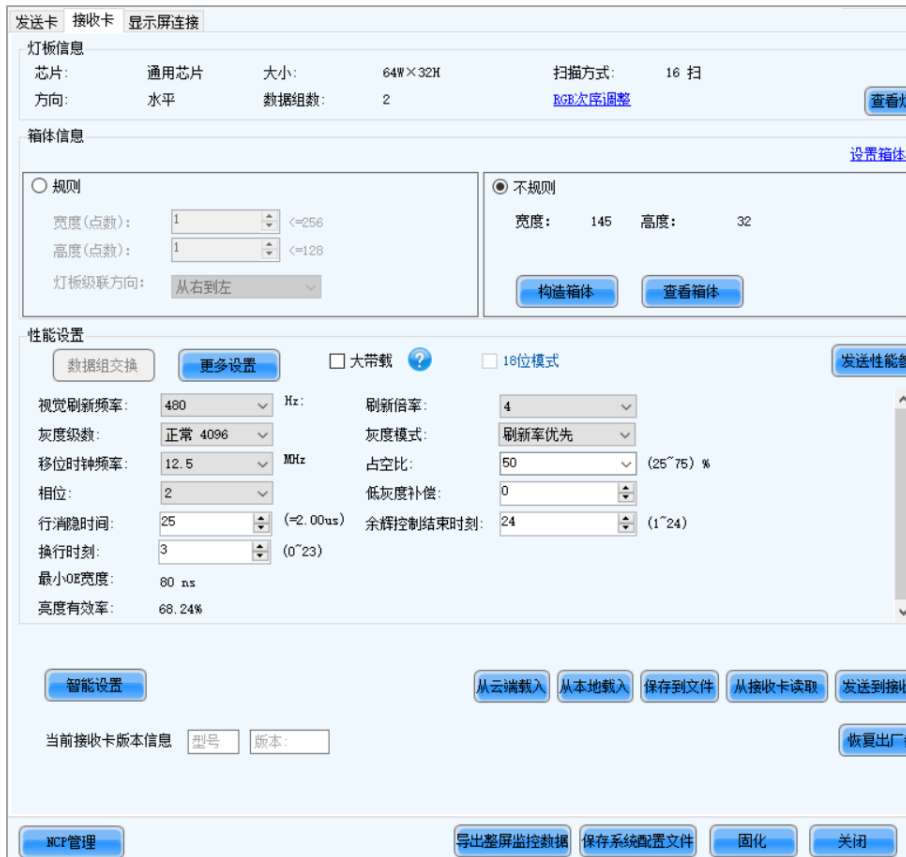 发送卡 接收卡 显示屏连接
灯板信息
芯片: 通用芯片 大小: 64W×32H 扫描方式: 16 扫
方向: 水平 数据组数: 2 RGB次序调整 查看
箱体信息
设置箱体
规则 不规则
宽度(点数): 1 <=256 宽度: 145 高度: 32
高度(点数): 1 <=128
灯板级联方向: 从右到左 构造箱体 查看箱体
性能设置
数据组交换 更多设置 大带载 ? 18位模式 发送性能
视觉刷新频率: 480 Hz: 刷新倍率: 4
灰度级数: 正常 4096 灰度模式: 刷新率优先
移位时钟频率: 12.5 MHz 占空比: 50 (25~75) %
相位: 2 低灰度补偿: 0
行消隐时间: 25 (=2.00us) 余辉控制结束时刻: 24 (1~24)
换行时刻: 3 (0~23)
最小OE宽度: 80 ns
亮度有效率: 68.24%
智能设置 从云端载入 从本地载入 保存到文件 从接收卡读取 发送到接
当前接收卡版本信息 型号 版本: 恢复出厂
NCP管理 导出整屏监控数据 保存系统配置文件 固化 关闭